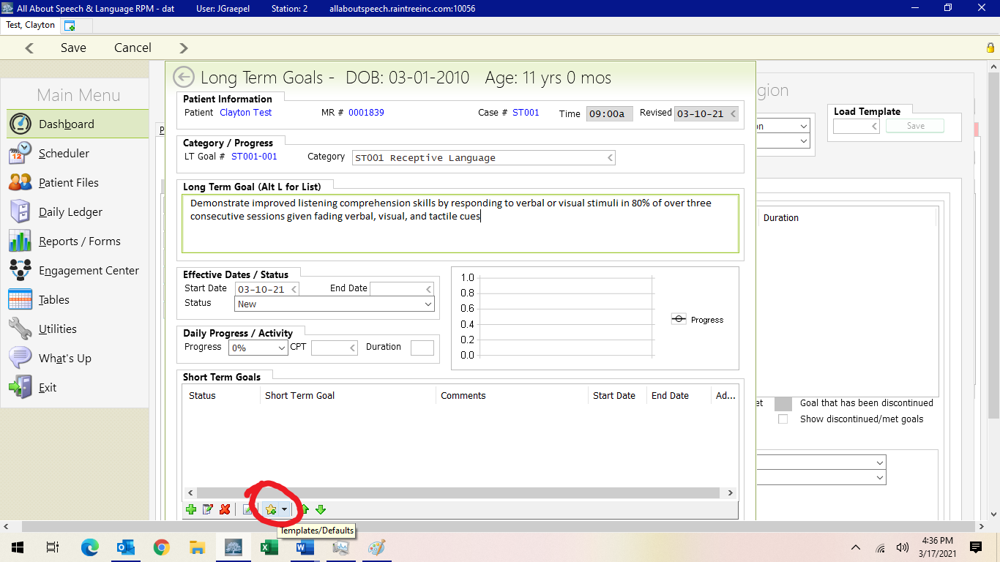 All About Speech & Language RPM - dat User: JGraepel Station: 2 allaboutspeech.raintreeinc.com:10056
Test, Clayton
Save Cancel
Long Term Goals - DOB: 03-01-2010 Age: 11 yrs 0 mos
gion
Main Menu
Dashboard
Scheduler
Patient Files
Daily Ledger
Reports / Forms
Engagement Center
Tables
Utilities
What's Up
Exit
P
Patient Information
Patient Clayton Test MR # 0001839 Case # ST001 Time 09:00a Revised 03-10-21
Load Template
on
Save
Category / Progress
LT Goal # ST001-001 Category ST001 Receptive Language
Long Term Goal (Alt L for List)
Demonstrate improved listening comprehension skills by responding to verbal or visual stimuli in 80% of over three
consecutive sessions given fading verbal, visual, and tactile cues
Duration
Effective Dates / Status
Start Date 03-10-21 End Date
Status New
Daily Progress / Activity
Progress 0% CPT Duration
1.0
0.8
0.6
0.4
0.2
0.0
Progress
Short Term Goals
Status Short Term Goal Comments Start Date End Date Ad...
et Goal that has been discontinued
Show discontinued/met goals
Templates/Defaults
4:36 PM
3/17/2021